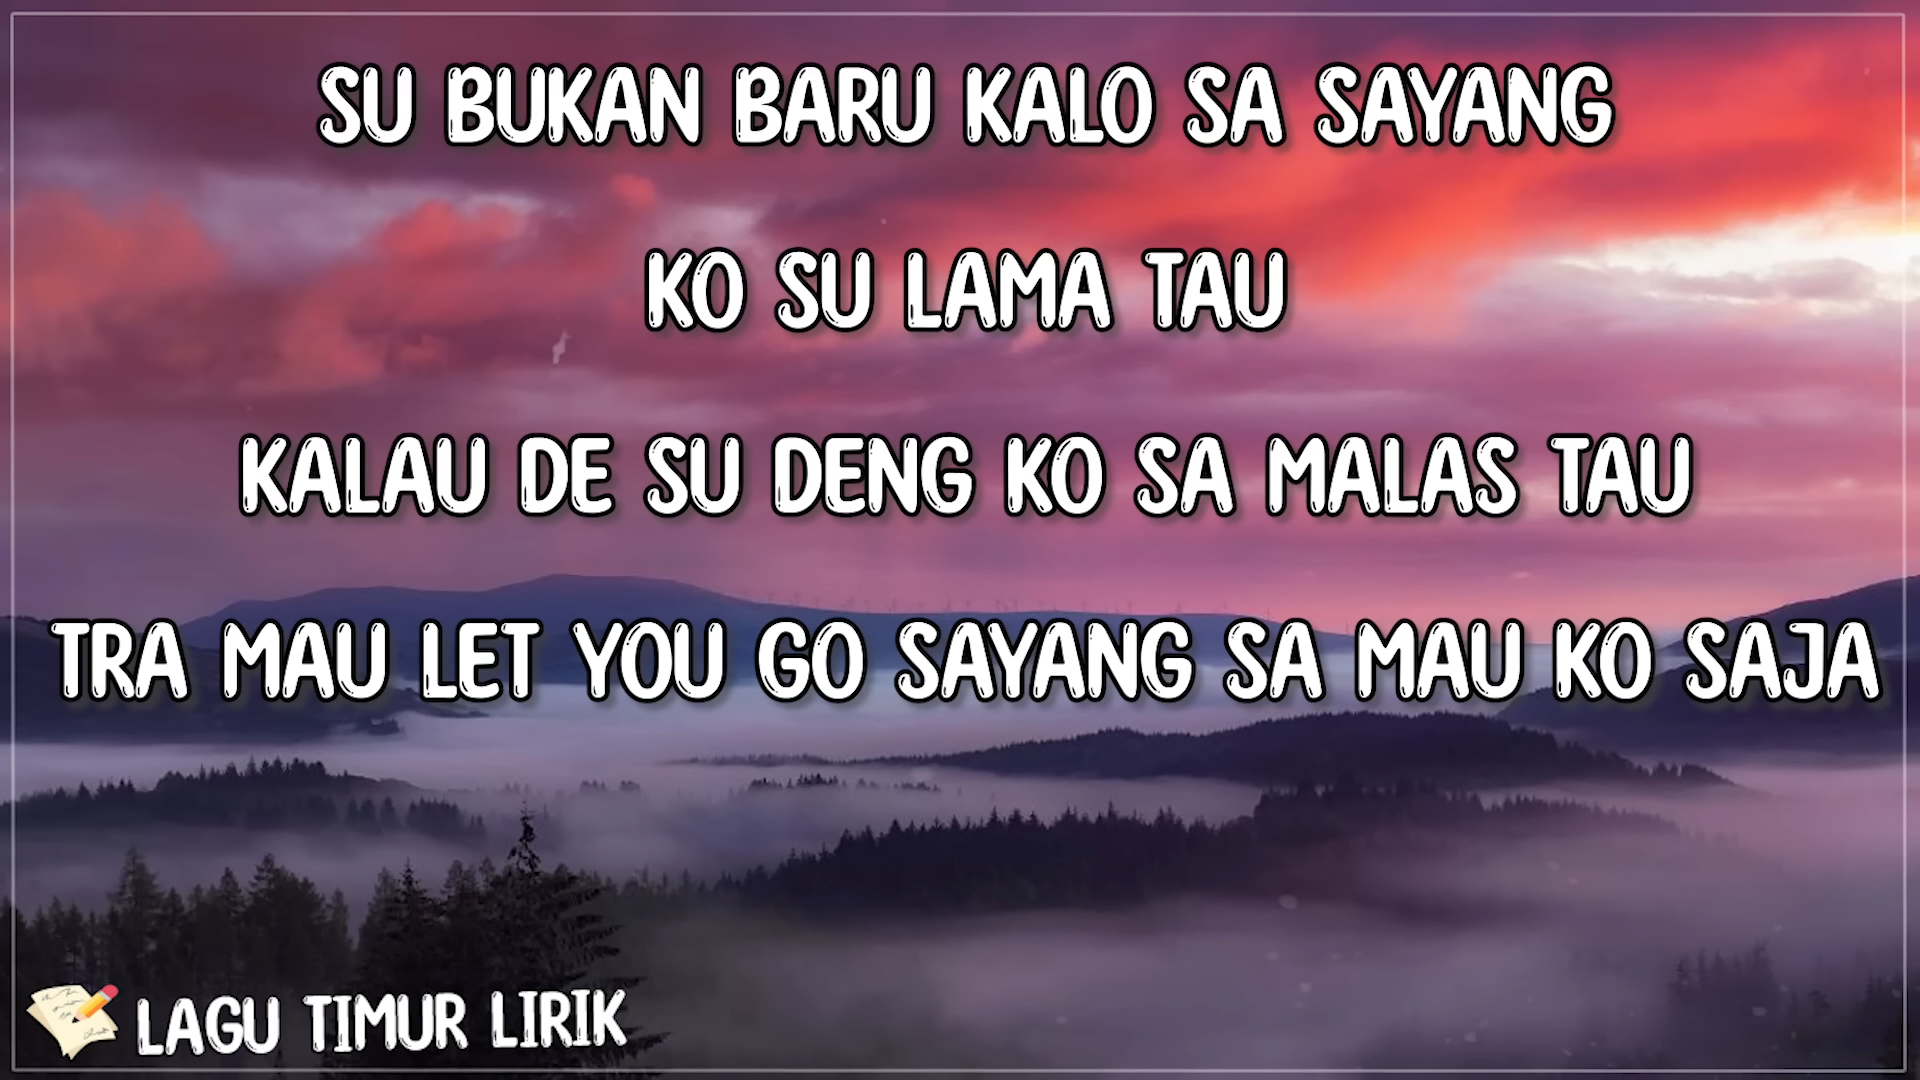 SU BUKAN BARU KALO SA SAYANG
KO SU LAMA TAU
KALAU DE SU DENG KO SA MALAS TAU
TRA MAU LET YOU GO SAYANG SA MAU KO SAJA
LAGU TIMUR LIRIK